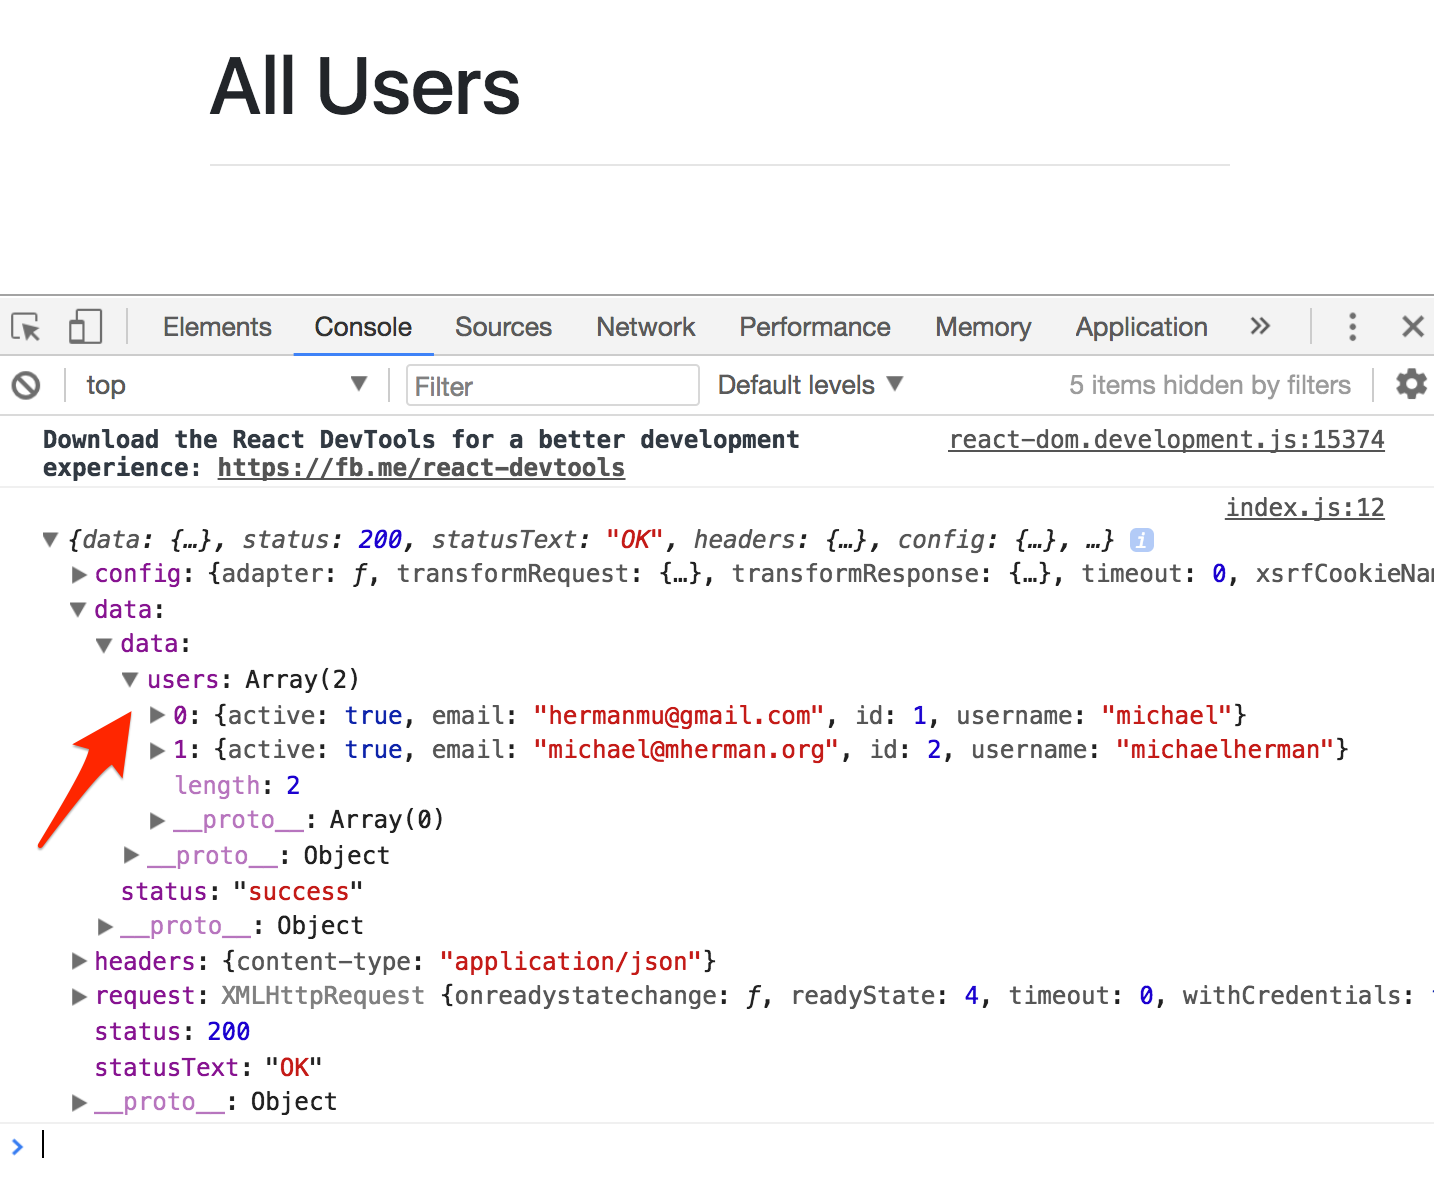 All Users
Elements Console Sources Network Performance Memory Application »
top Filter Default levels 5 items hidden by filters
Download the React DevTools for a better development react-dom.development.js:15374
experience: https://fb.me/react-devtools
index.js:12
{data: {…}, status: 200, statusText: "OK", headers: {…}, config: {…}, …} i
config: {adapter: ƒ, transformRequest: {…}, transformResponse: {…}, timeout: 0, xsrfCookieNam
data:
data:
users: Array(2)
0: {active: true, email: "hermanmu@gmail.com", id: 1, username: "michael"}
1: {active: true, email: "michael@mherman.org", id: 2, username: "michaelherman"}
length: 2
__proto__: Array(0)
__proto__: Object
status: "success"
__proto__: Object
headers: {content-type: "application/json"}
request: XMLHttpRequest {onreadystatechange: ƒ, readyState: 4, timeout: 0, withCredentials:
status: 200
statusText: "OK"
__proto__: Object
>